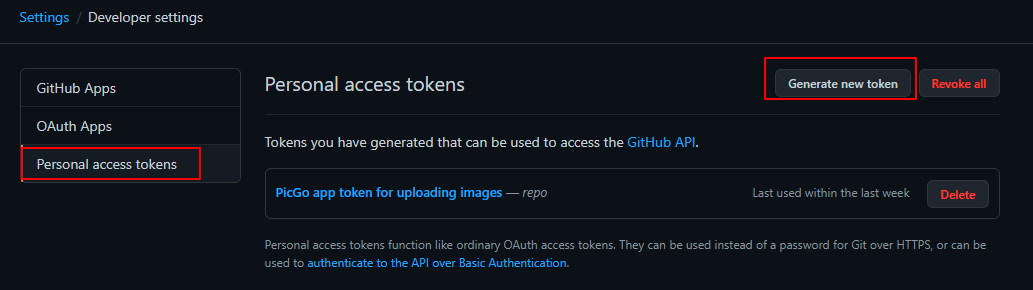 Settings / Developer settings
GitHub Apps
OAuth Apps
Personal access tokens
Personal access tokens
Generate new token
Revoke all
Tokens you have generated that can be used to access the GitHub API.
PicGo app token for uploading images — repo
Last used within the last week
Delete
Personal access tokens function like ordinary OAuth access tokens. They can be used instead of a password for Git over HTTPS, or can be
used to authenticate to the API over Basic Authentication.